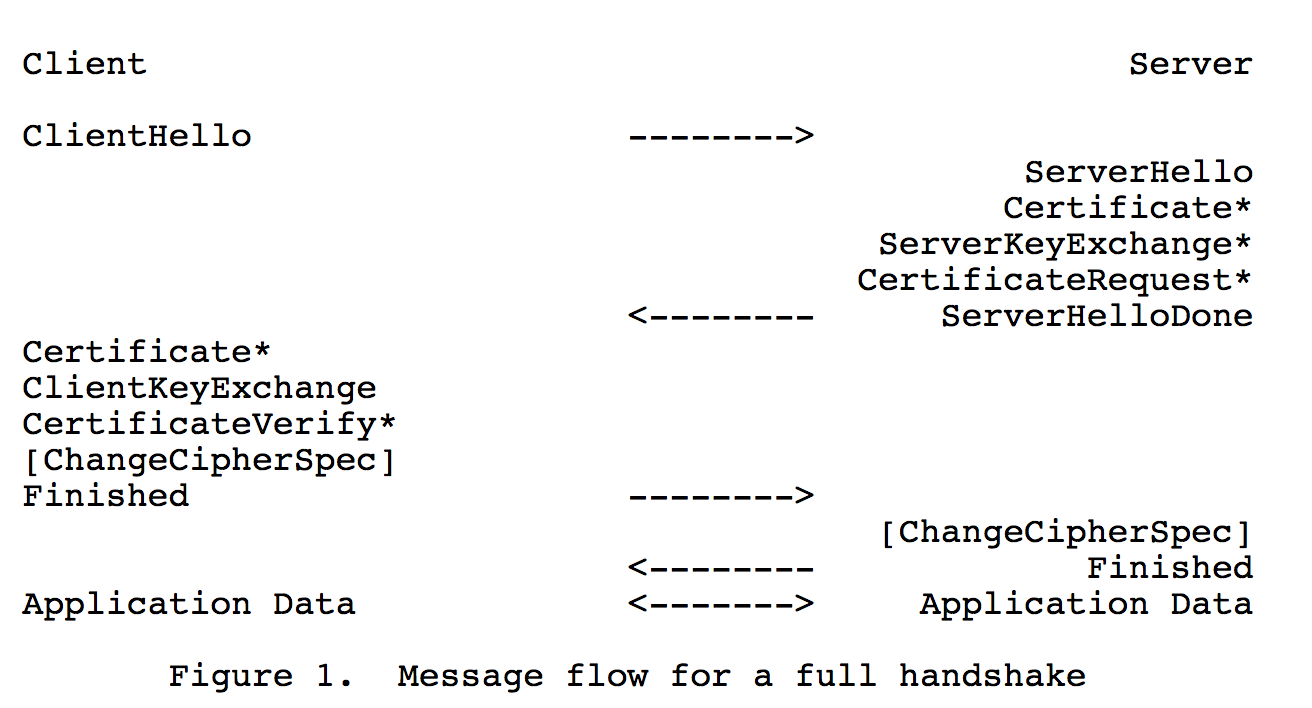 Client Server
ClientHello -------->
ServerHello
Certificate*
ServerKeyExchange*
CertificateRequest*
<-------- ServerHelloDone
Certificate*
ClientKeyExchange
CertificateVerify*
[ChangeCipherSpec]
Finished -------->
[ChangeCipherSpec]
<-------- Finished
Application Data <-------> Application Data
Figure 1. Message flow for a full handshake